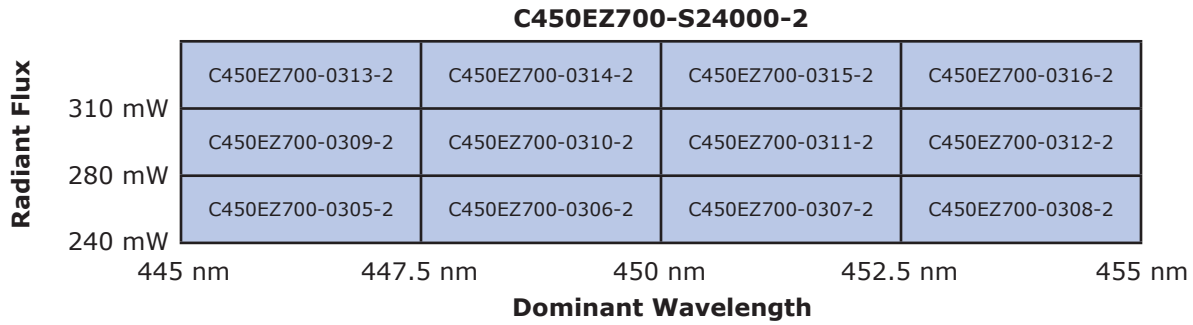 C450EZ700-S24000-2
Radiant Flux
C450EZ700-0313-2 C450EZ700-0314-2 C450EZ700-0315-2 C450EZ700-0316-2
310 mW
C450EZ700-0309-2 C450EZ700-0310-2 C450EZ700-0311-2 C450EZ700-0312-2
280 mW
C450EZ700-0305-2 C450EZ700-0306-2 C450EZ700-0307-2 C450EZ700-0308-2
240 mW
445 nm 447.5 nm 450 nm 452.5 nm 455 nm
Dominant Wavelength